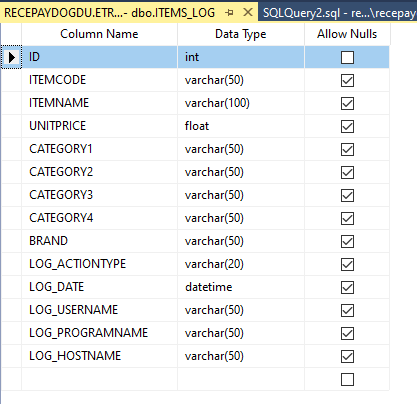 RECEPAYDOGDU.ETR...- dbo.ITEMS_LOG SQLQuery2.sql - re...\recepay
Column Name Data Type Allow Nulls
ID int
ITEMCODE varchar(50)
ITEMNAME varchar(100)
UNITPRICE float
CATEGORY1 varchar(50)
CATEGORY2 varchar(50)
CATEGORY3 varchar(50)
CATEGORY4 varchar(50)
BRAND varchar(50)
LOG_ACTIONTYPE varchar(20)
LOG_DATE datetime
LOG_USERNAME varchar(50)
LOG_PROGRAMNAME varchar(50)
LOG_HOSTNAME varchar(50)